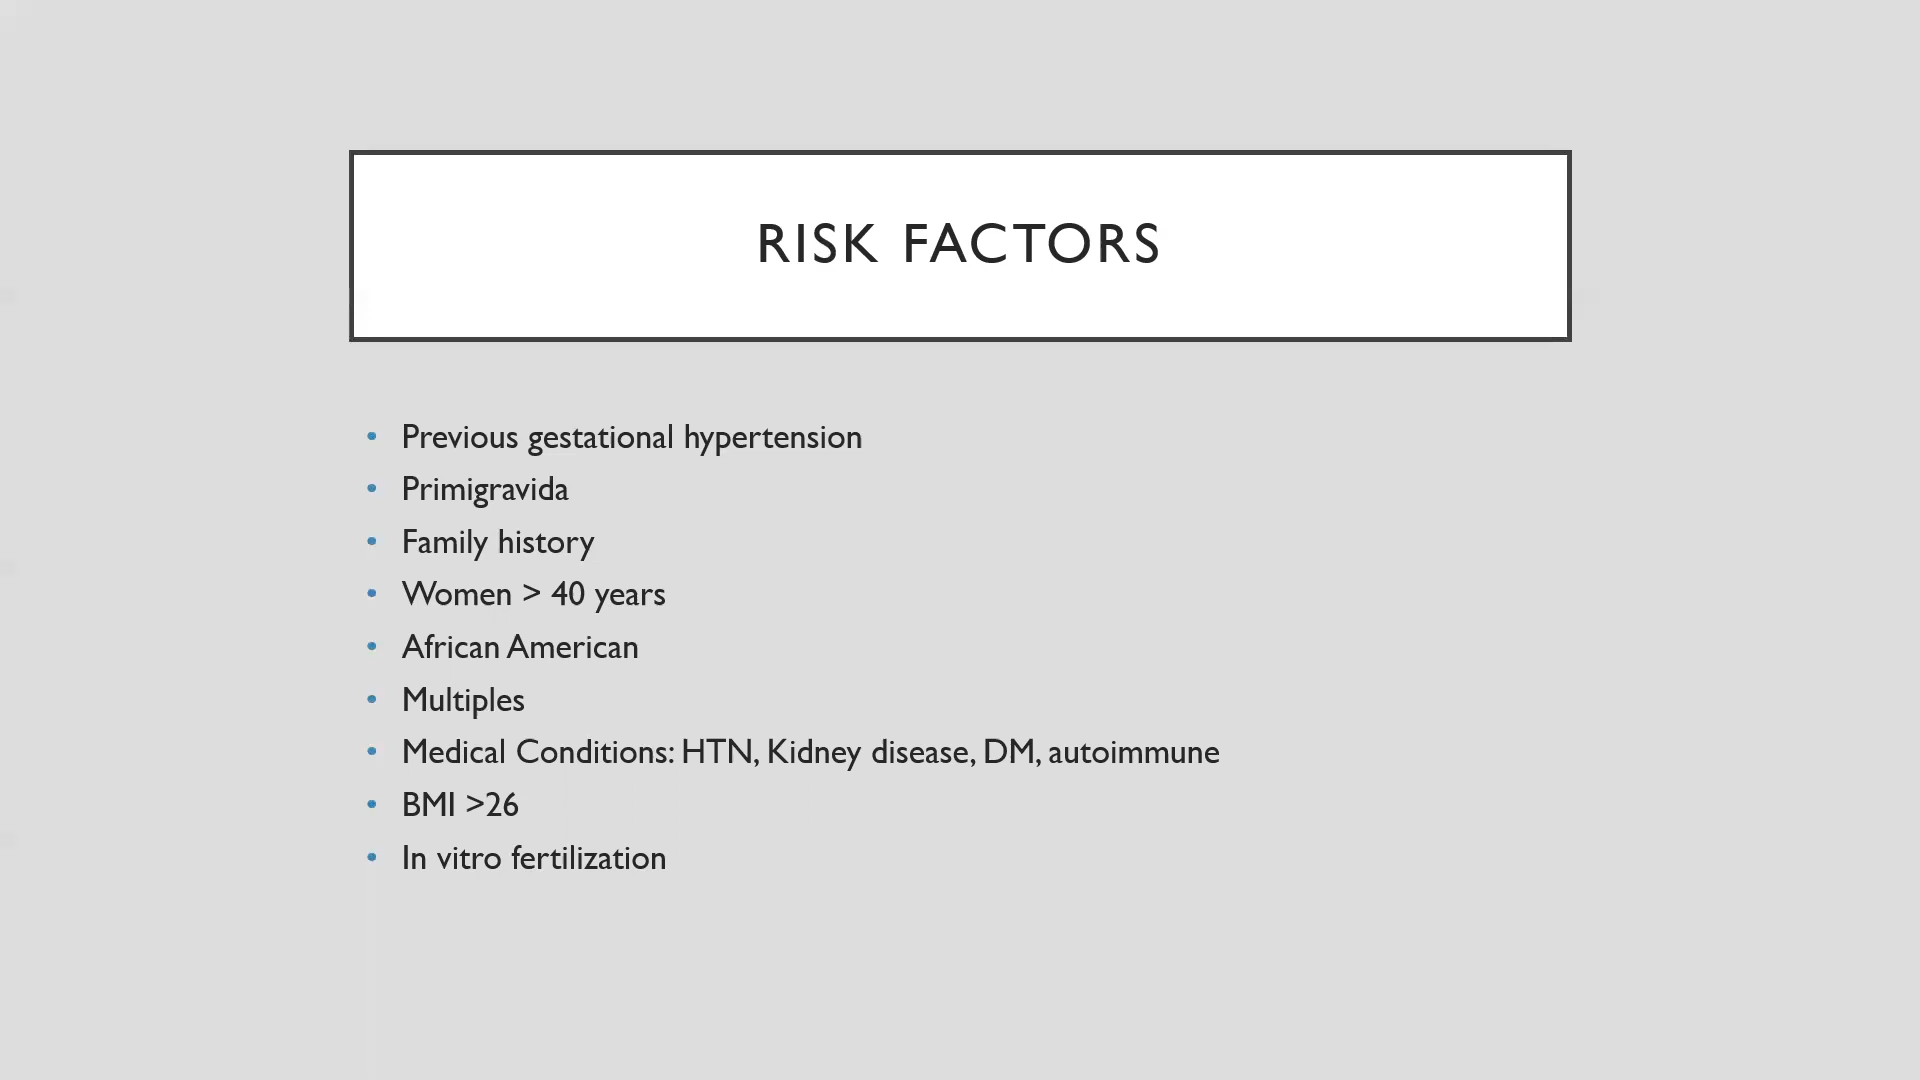 RISK FACTORS
• Previous gestational hypertension
• Primigravida
• Family history
• Women > 40 years
• African American
• Multiples
• Medical Conditions: HTN, Kidney disease, DM, autoimmune
• BMI >26
• In vitro fertilization